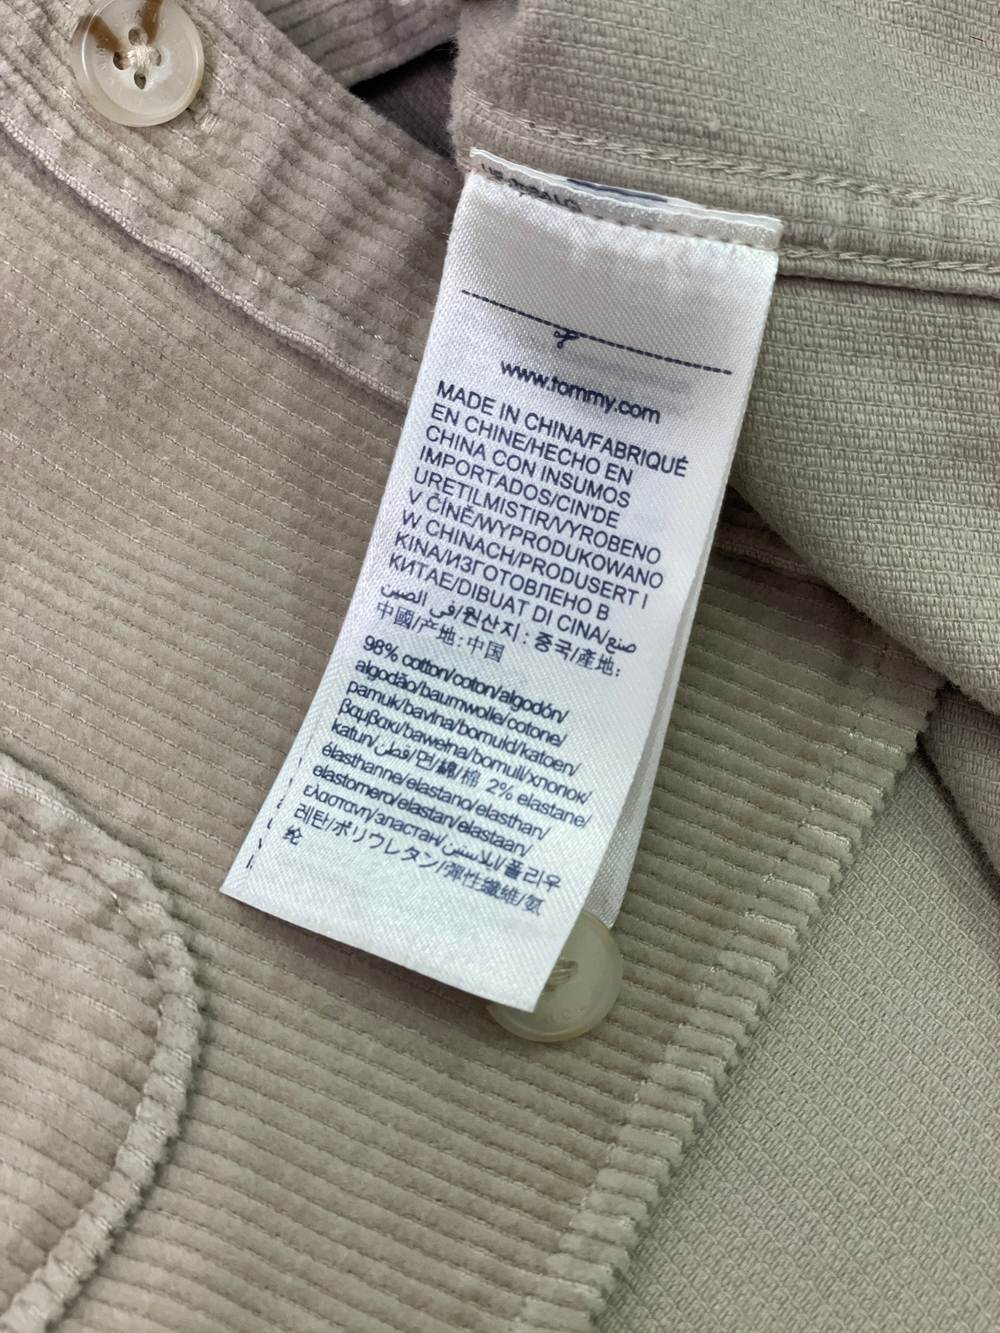 www.tommy.com
MADE IN CHINA/FABRIQUÉ
EN CHINE/HECHO EN
CHINA CON INSUMOS
IMPORTADOS/CIN'DE
URETILMISTIR/VYROBENO
V ČÍNĚ/WYPRODUKOWANO
W CHINACH/PRODUSERT I
KINA/ИЗГОТОВЛЕНО В
КИТАЕ/DIBUAT DI CINA/صنع
في الصين/원산지: 중국/產地:
中國/产地: 中国
98% cotton/coton/algodón/
algodão/baumwolle/cotone/
pamuk/bavlna/bomuld/katoen/
βαμβακι/bawełna/bomull/хлопок/
katun/قطن/면/綿/棉 2% elastane/
élasthanne/elastano/elasthan/
elastomero/elastan/elastaan/
ελαστανη/эластан/ايلاستين/폴리우
레탄/ポリウレタン/彈性纖維/氨
纶